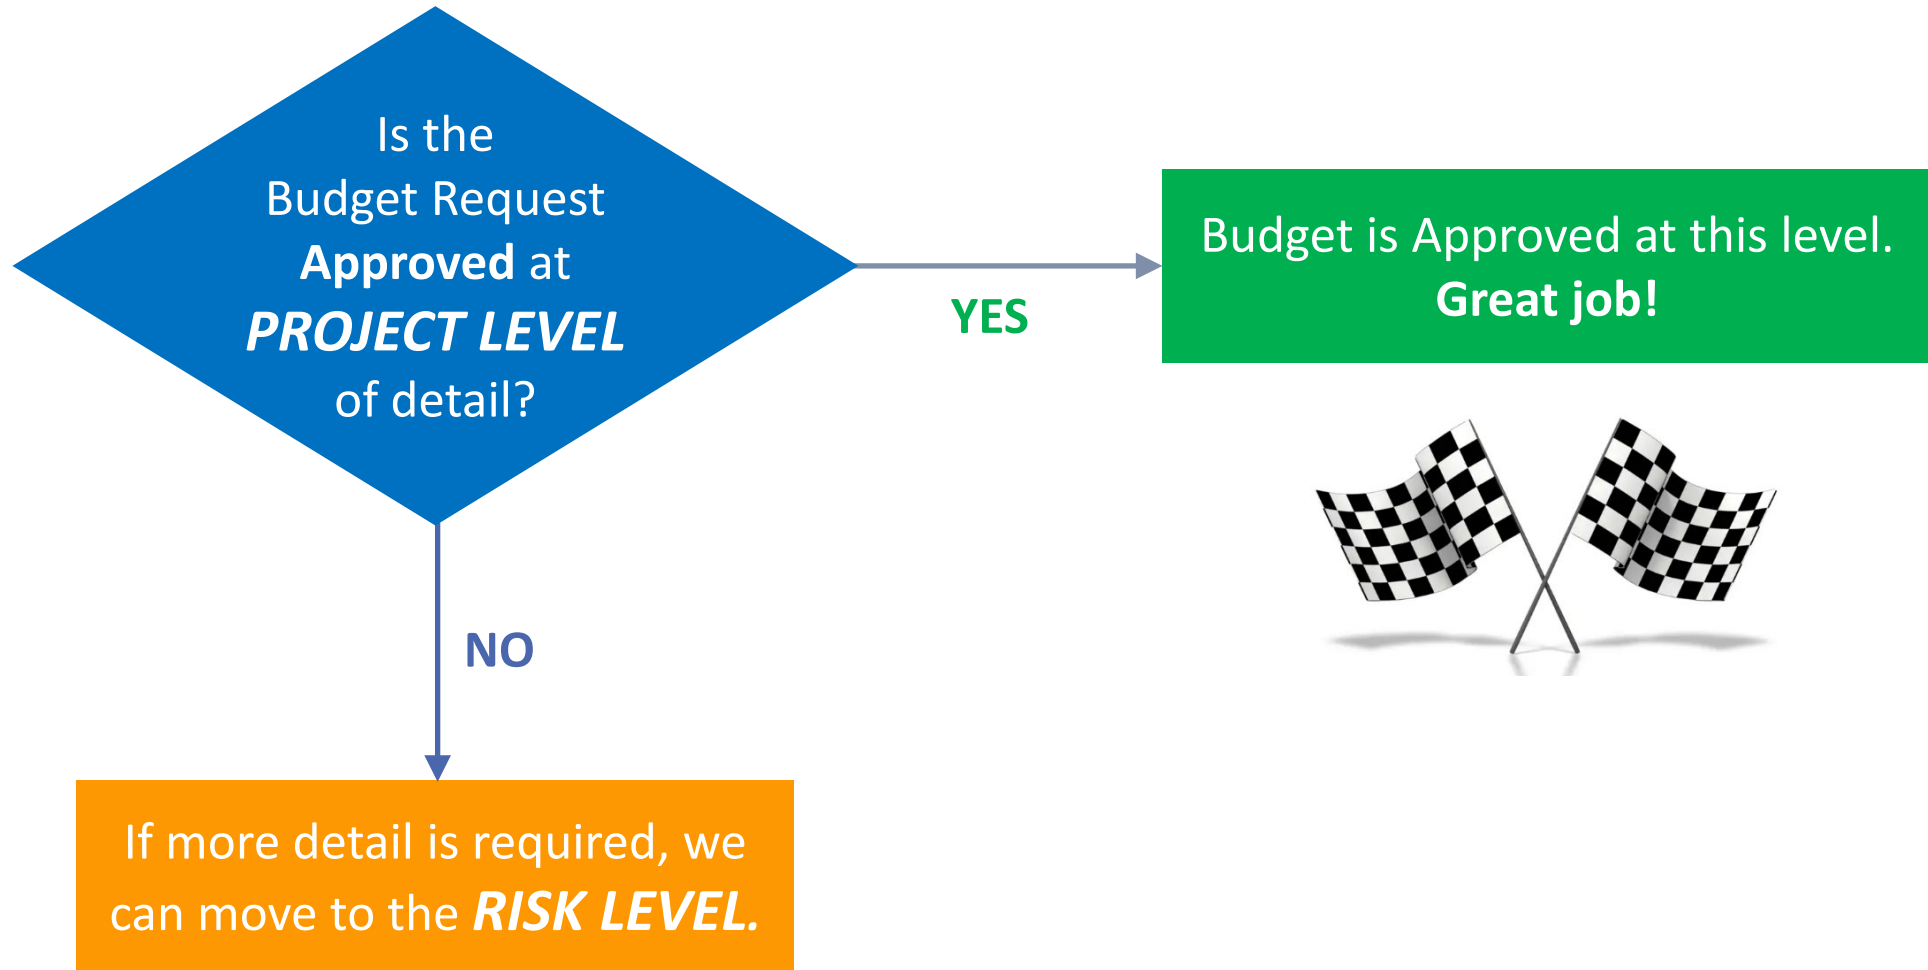 Is the
Budget Request
Approved at
PROJECT LEVEL
of detail?
YES
Budget is Approved at this level.
Great job!
NO
If more detail is required, we
can move to the RISK LEVEL.